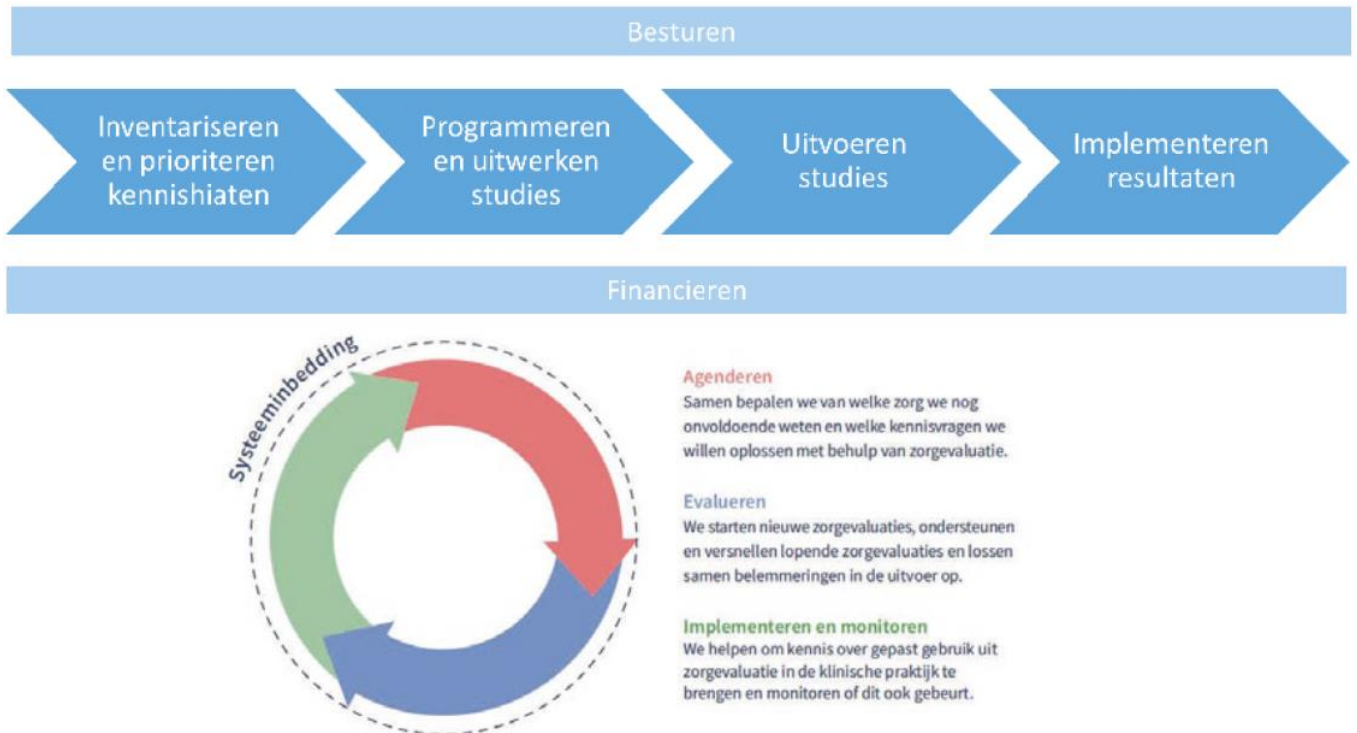 Besturen
Inventariseren
en prioriteren
kennishiaten
Programmeren
en uitwerken
studies
Uitvoeren
studies
Implementeren
resultaten
Financieren
Systeeminbedding
Agenderen
Samen bepalen we van welke zorg we nog
onvoldoende weten en welke kennisvragen we
willen oplossen met behulp van zorgevaluatie.
Evalueren
We starten nieuwe zorgevaluaties, ondersteunen
en versnellen lopende zorgevaluaties en lossen
samen belemmeringen in de uitvoer op.
Implementeren en monitoren
We helpen om kennis over gepast gebruik uit
zorgevaluatie in de klinische praktijk te
brengen en monitoren of dit ook gebeurt.